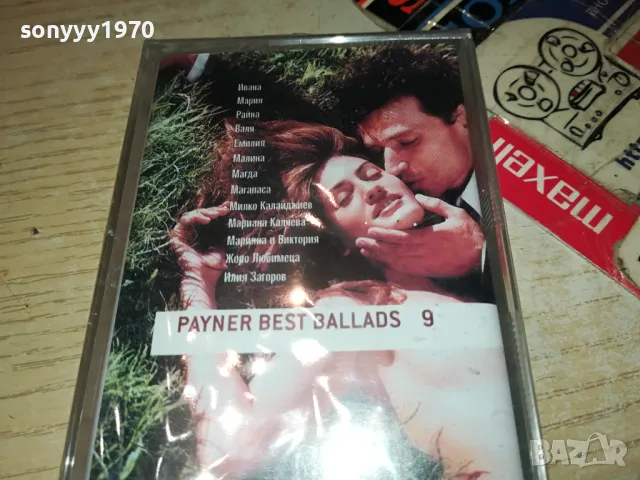 sonyyy1970
Ивана
Мария
Райна
Валя
Емилия
Малина
Магда
Магапаса
Милко Калайджиев
Мариана Калчева
Марияна и Виктория
Жоро Любимеца
Илия Загоров
PAYNER BEST BALLADS 9
maxell
BAZAR